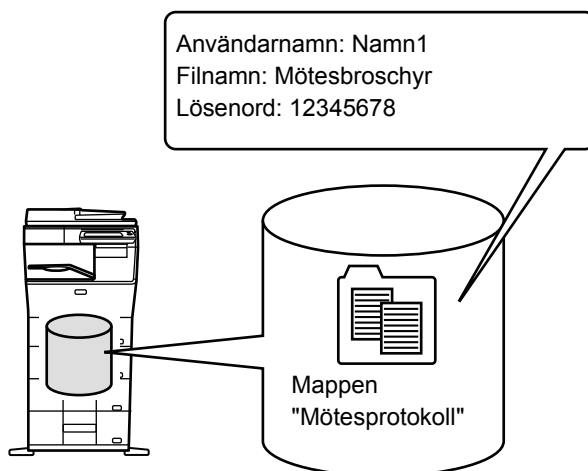 Användarnamn: Namn1
Filnamn: Mötesbroschyr
Lösenord: 12345678
Mappen
"Mötesprotokoll"